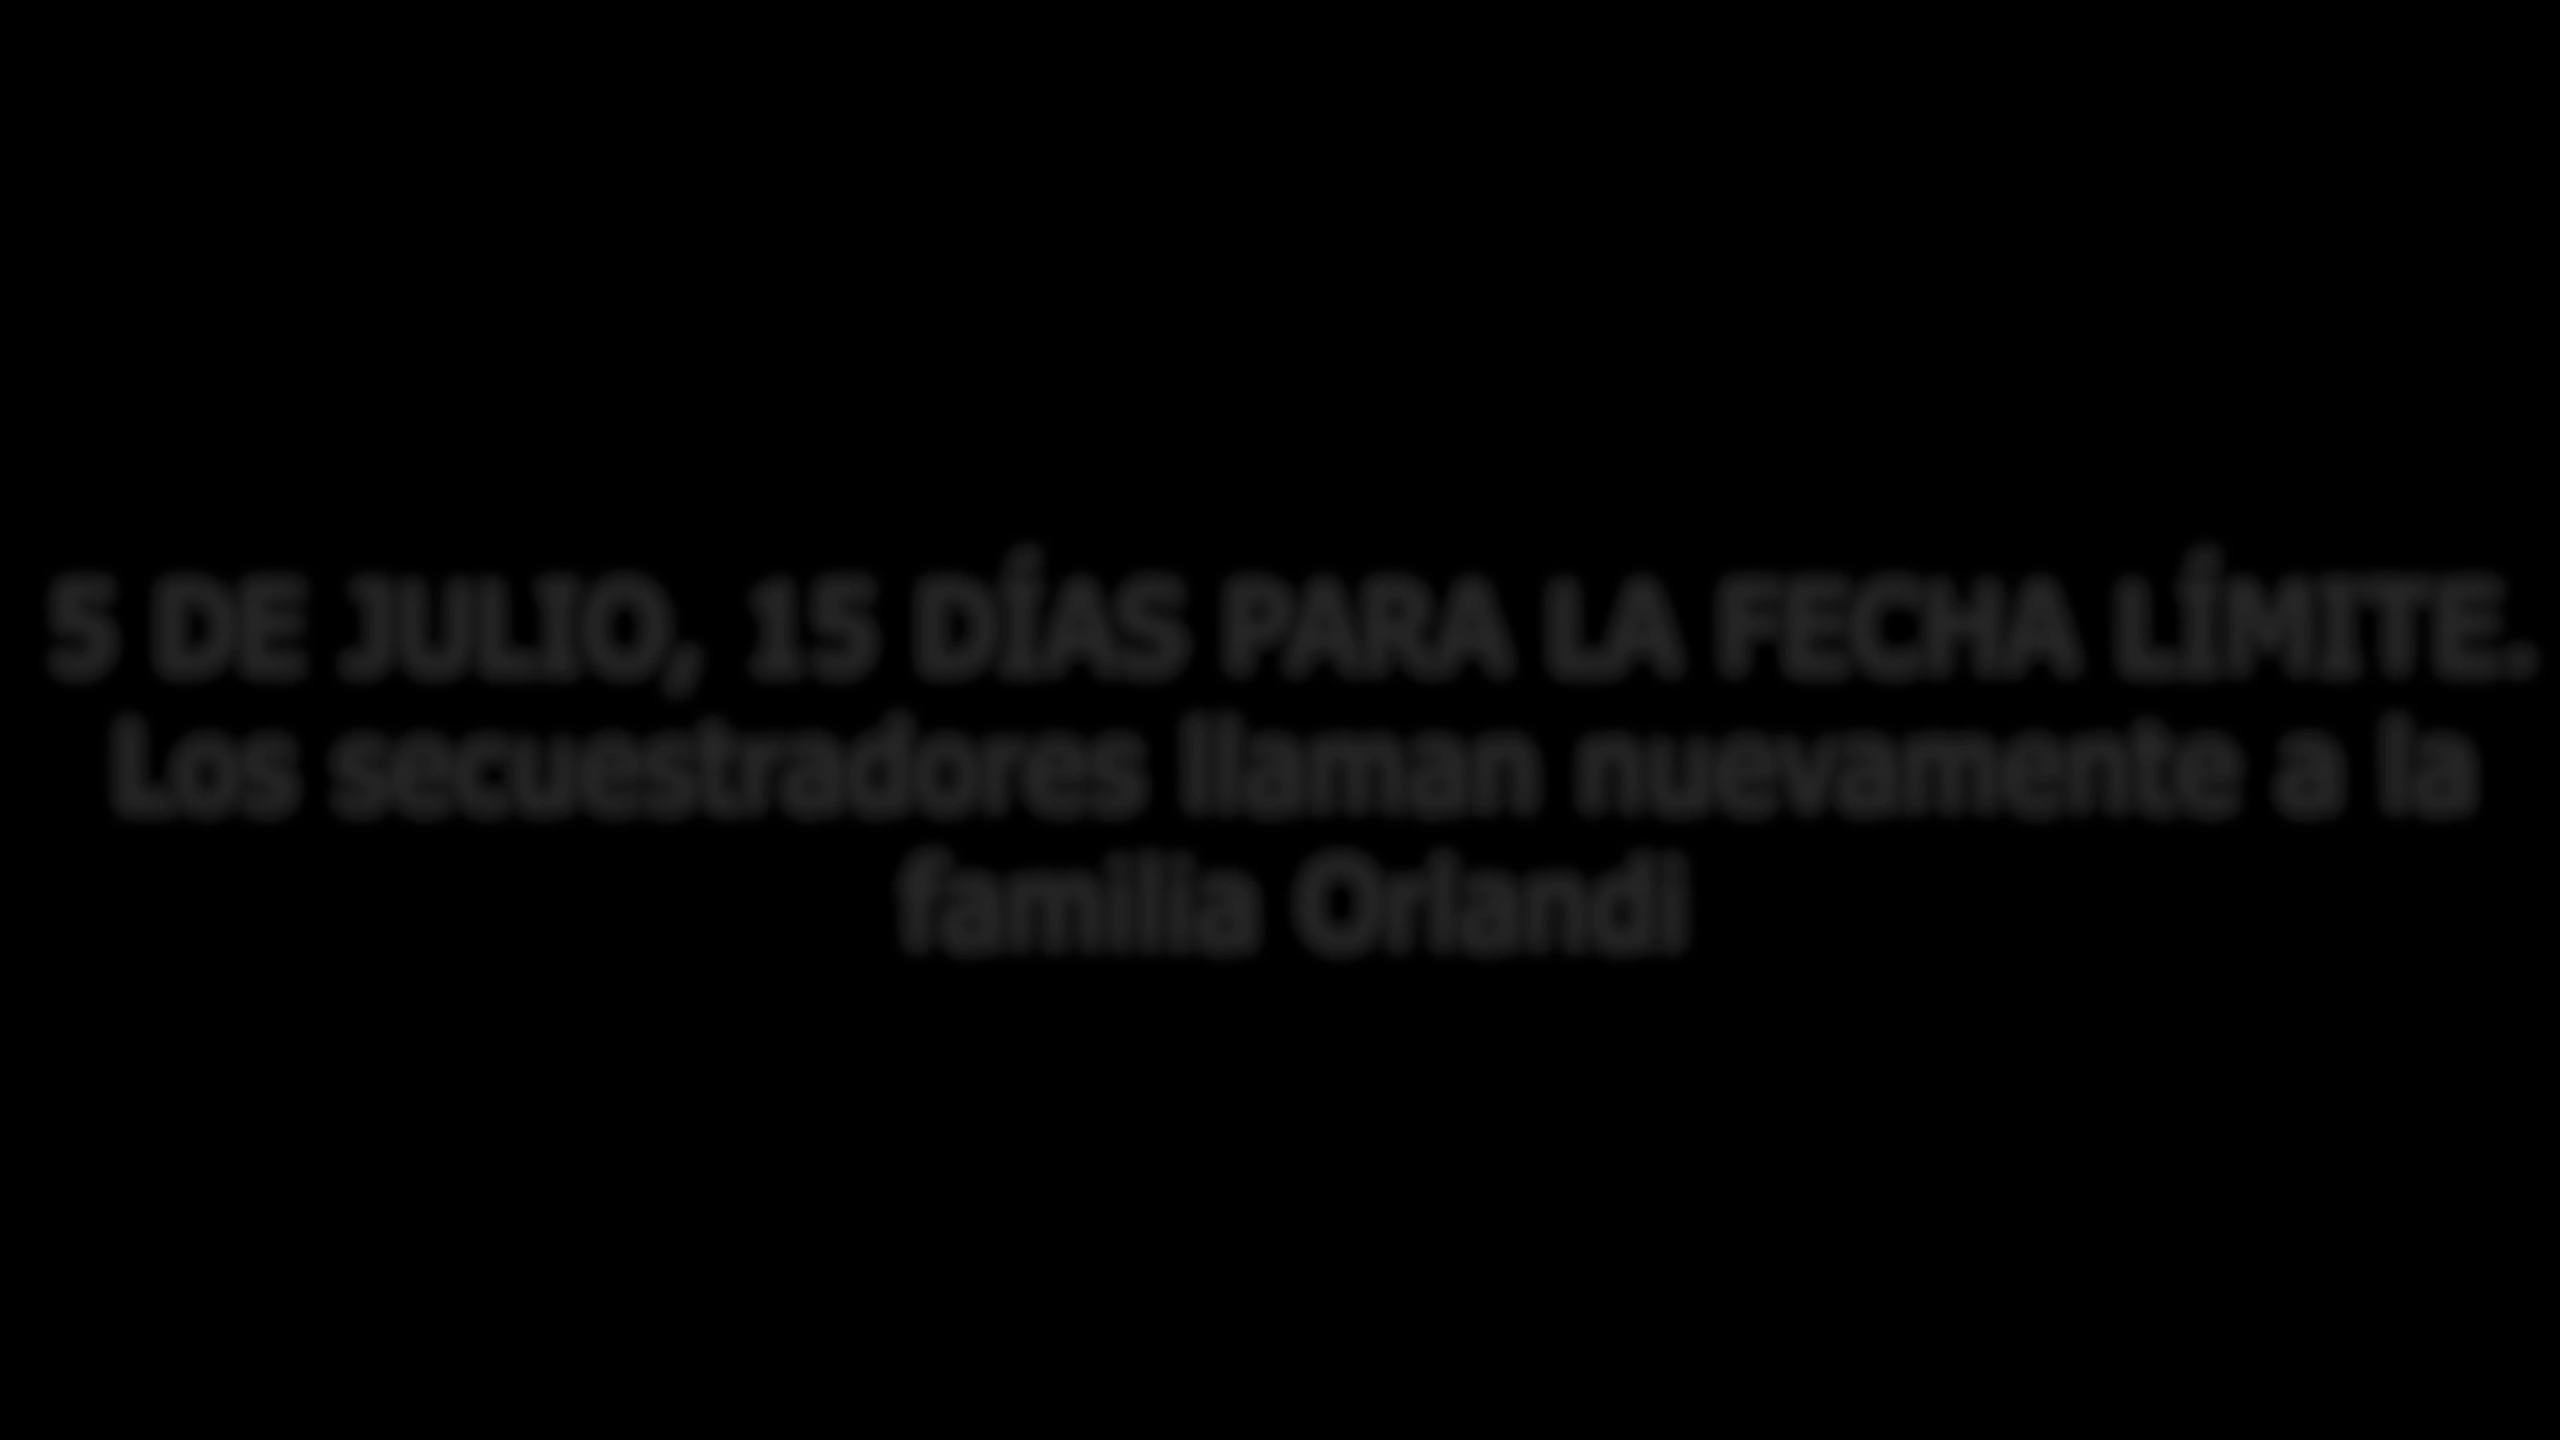 5 DE JULIO, 15 DÍAS PARA LA FECHA LÍMITE.
Los secuestradores llaman nuevamente a la
familia Orlandi